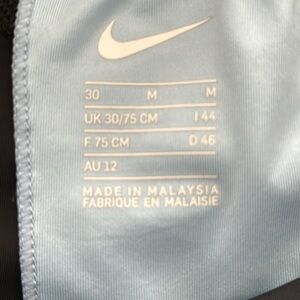 30 M M
UK 30/75 CM I 44
F 75 CM D 46
AU 12
MADE IN MALAYSIA
FABRIQUE EN MALAISIE